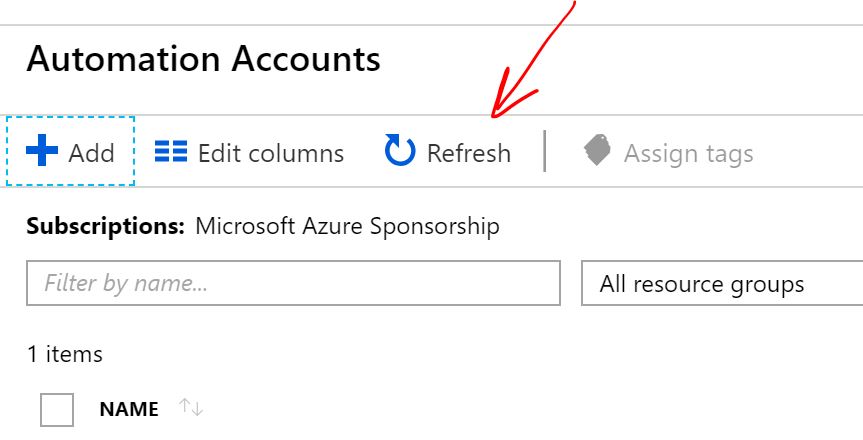 Automation Accounts
Add Edit columns Refresh Assign tags
Subscriptions: Microsoft Azure Sponsorship
Filter by name... All resource groups
1 items
NAME